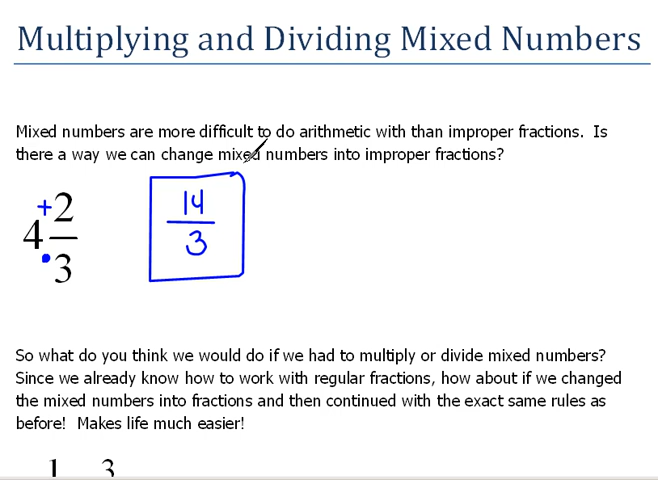 Multiplying and Dividing Mixed Numbers
Mixed numbers are more difficult to do arithmetic with than improper fractions.  Is
there a way we can change mixed numbers into improper fractions?
4 + 2
• 3
14
3
So what do you think we would do if we had to multiply or divide mixed numbers?
Since we already know how to work with regular fractions, how about if we changed
the mixed numbers into fractions and then continued with the exact same rules as
before!  Makes life much easier!
1 3